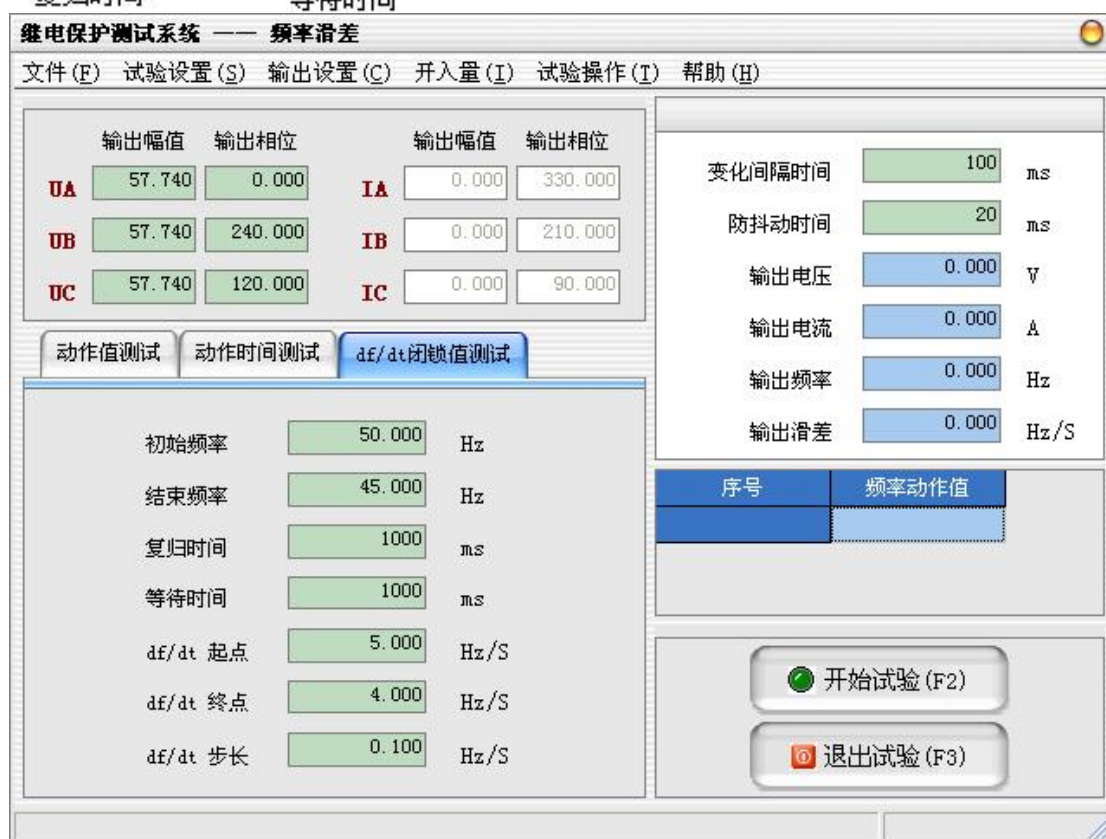 复归时间 等待时间
继电保护测试系统 —— 频率滑差
文件(F) 试验设置(S) 输出设置(C) 开入量(I) 试验操作(T) 帮助(H)
输出幅值 输出相位 输出幅值 输出相位
UA 57.740 0.000 IA 0.000 330.000
UB 57.740 240.000 IB 0.000 210.000
UC 57.740 120.000 IC 0.000 90.000
动作值测试 动作时间测试 df/dt闭锁值测试
初始频率 50.000 Hz
结束频率 45.000 Hz
复归时间 1000 ms
等待时间 1000 ms
df/dt 起点 5.000 Hz/S
df/dt 终点 4.000 Hz/S
df/dt 步长 0.100 Hz/S
变化间隔时间 100 ms
防抖动时间 20 ms
输出电压 0.000 V
输出电流 0.000 A
输出频率 0.000 Hz
输出滑差 0.000 Hz/S
序号 频率动作值
开始试验(F2)
退出试验(F3)